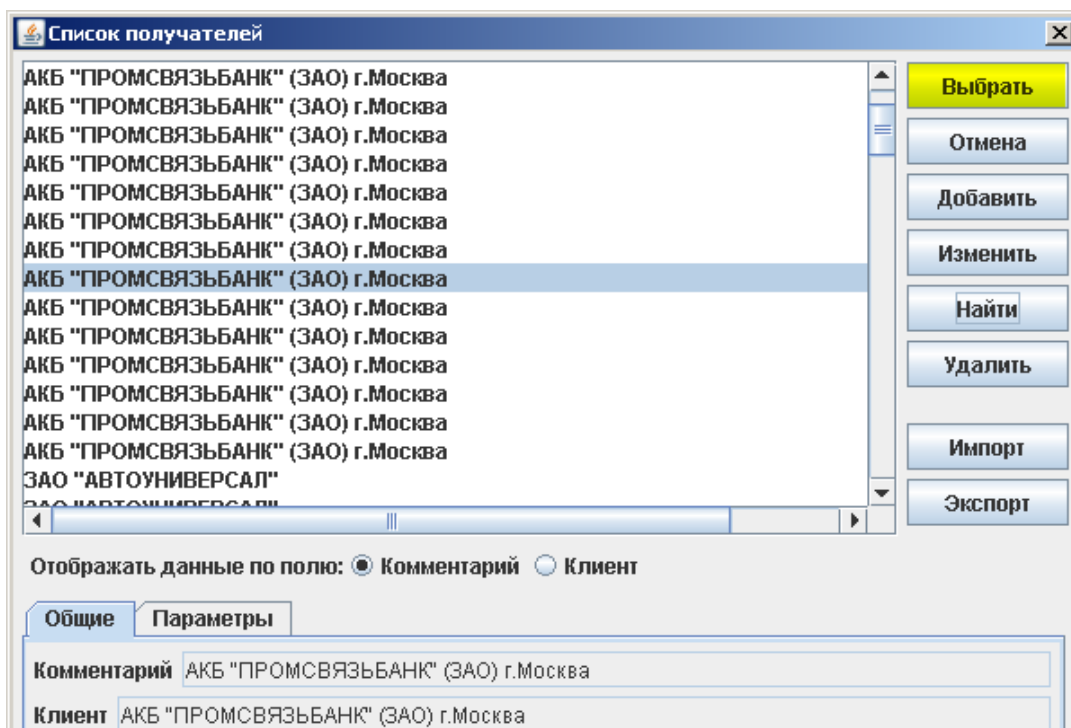 Список получателей
АКБ "ПРОМСВЯЗЬБАНК" (ЗАО) г.Москва
АКБ "ПРОМСВЯЗЬБАНК" (ЗАО) г.Москва
АКБ "ПРОМСВЯЗЬБАНК" (ЗАО) г.Москва
АКБ "ПРОМСВЯЗЬБАНК" (ЗАО) г.Москва
АКБ "ПРОМСВЯЗЬБАНК" (ЗАО) г.Москва
АКБ "ПРОМСВЯЗЬБАНК" (ЗАО) г.Москва
АКБ "ПРОМСВЯЗЬБАНК" (ЗАО) г.Москва
АКБ "ПРОМСВЯЗЬБАНК" (ЗАО) г.Москва
АКБ "ПРОМСВЯЗЬБАНК" (ЗАО) г.Москва
АКБ "ПРОМСВЯЗЬБАНК" (ЗАО) г.Москва
АКБ "ПРОМСВЯЗЬБАНК" (ЗАО) г.Москва
АКБ "ПРОМСВЯЗЬБАНК" (ЗАО) г.Москва
АКБ "ПРОМСВЯЗЬБАНК" (ЗАО) г.Москва
АКБ "ПРОМСВЯЗЬБАНК" (ЗАО) г.Москва
ЗАО "АВТОУНИВЕРСАЛ"
ЗАО "АВТОУНИВЕРСАЛ"
Выбрать
Отмена
Добавить
Изменить
Найти
Удалить
Импорт
Экспорт
Отображать данные по полю: Комментарий Клиент
Общие Параметры
Комментарий АКБ "ПРОМСВЯЗЬБАНК" (ЗАО) г.Москва
Клиент АКБ "ПРОМСВЯЗЬБАНК" (ЗАО) г.Москва